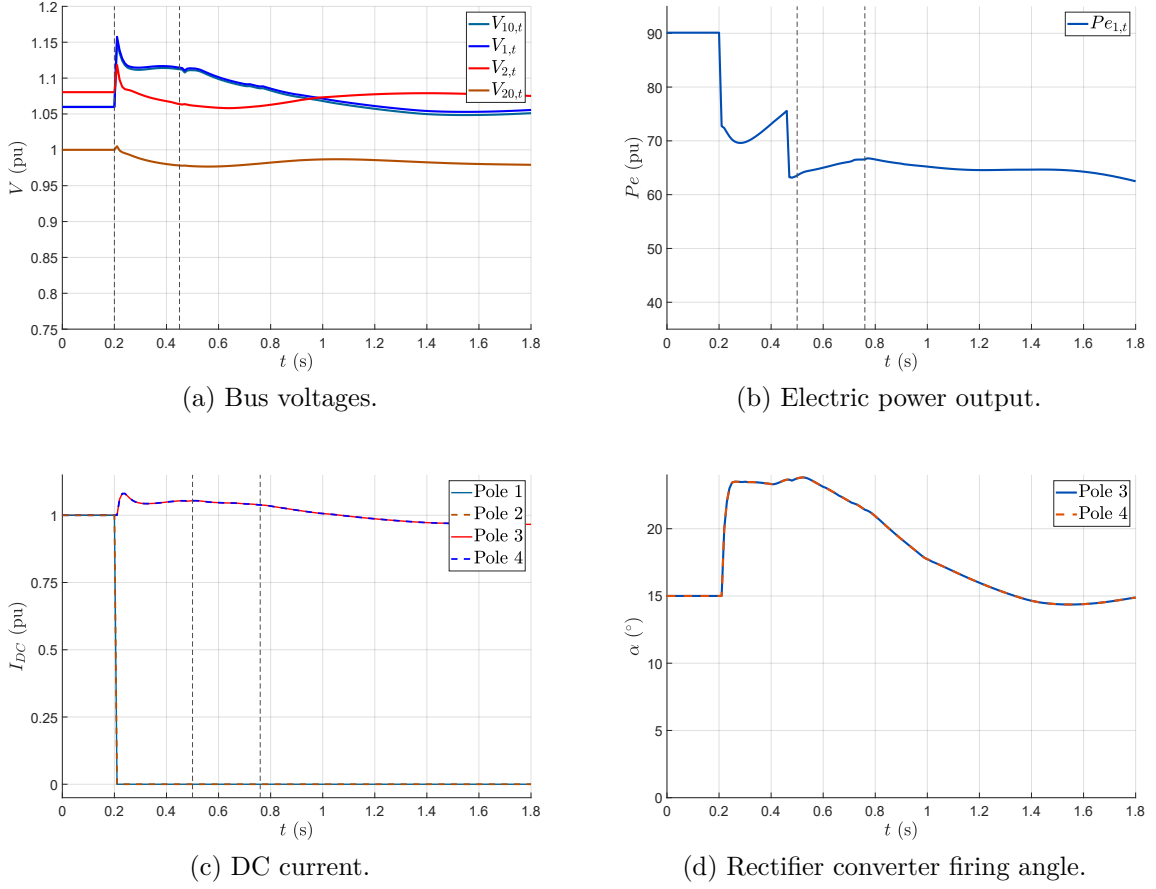 1.2
1.15
1.1
1.05
1
0.95
0.9
0.85
0.8
0.75
V (pu)
0 0.2 0.4 0.6 0.8 1 1.2 1.4 1.6 1.8
t (s)
V10,t
V1,t
V2,t
V20,t
(a) Bus voltages.
90
80
70
60
50
40
Pe (pu)
0 0.2 0.4 0.6 0.8 1 1.2 1.4 1.6 1.8
t (s)
Pe1,t
(b) Electric power output.
1
0.75
0.5
0.25
0
IDC (pu)
0 0.2 0.4 0.6 0.8 1 1.2 1.4 1.6 1.8
t (s)
Pole 1
Pole 2
Pole 3
Pole 4
(c) DC current.
20
15
10
5
0
α (°)
0 0.2 0.4 0.6 0.8 1 1.2 1.4 1.6 1.8
t (s)
Pole 3
Pole 4
(d) Rectifier converter firing angle.